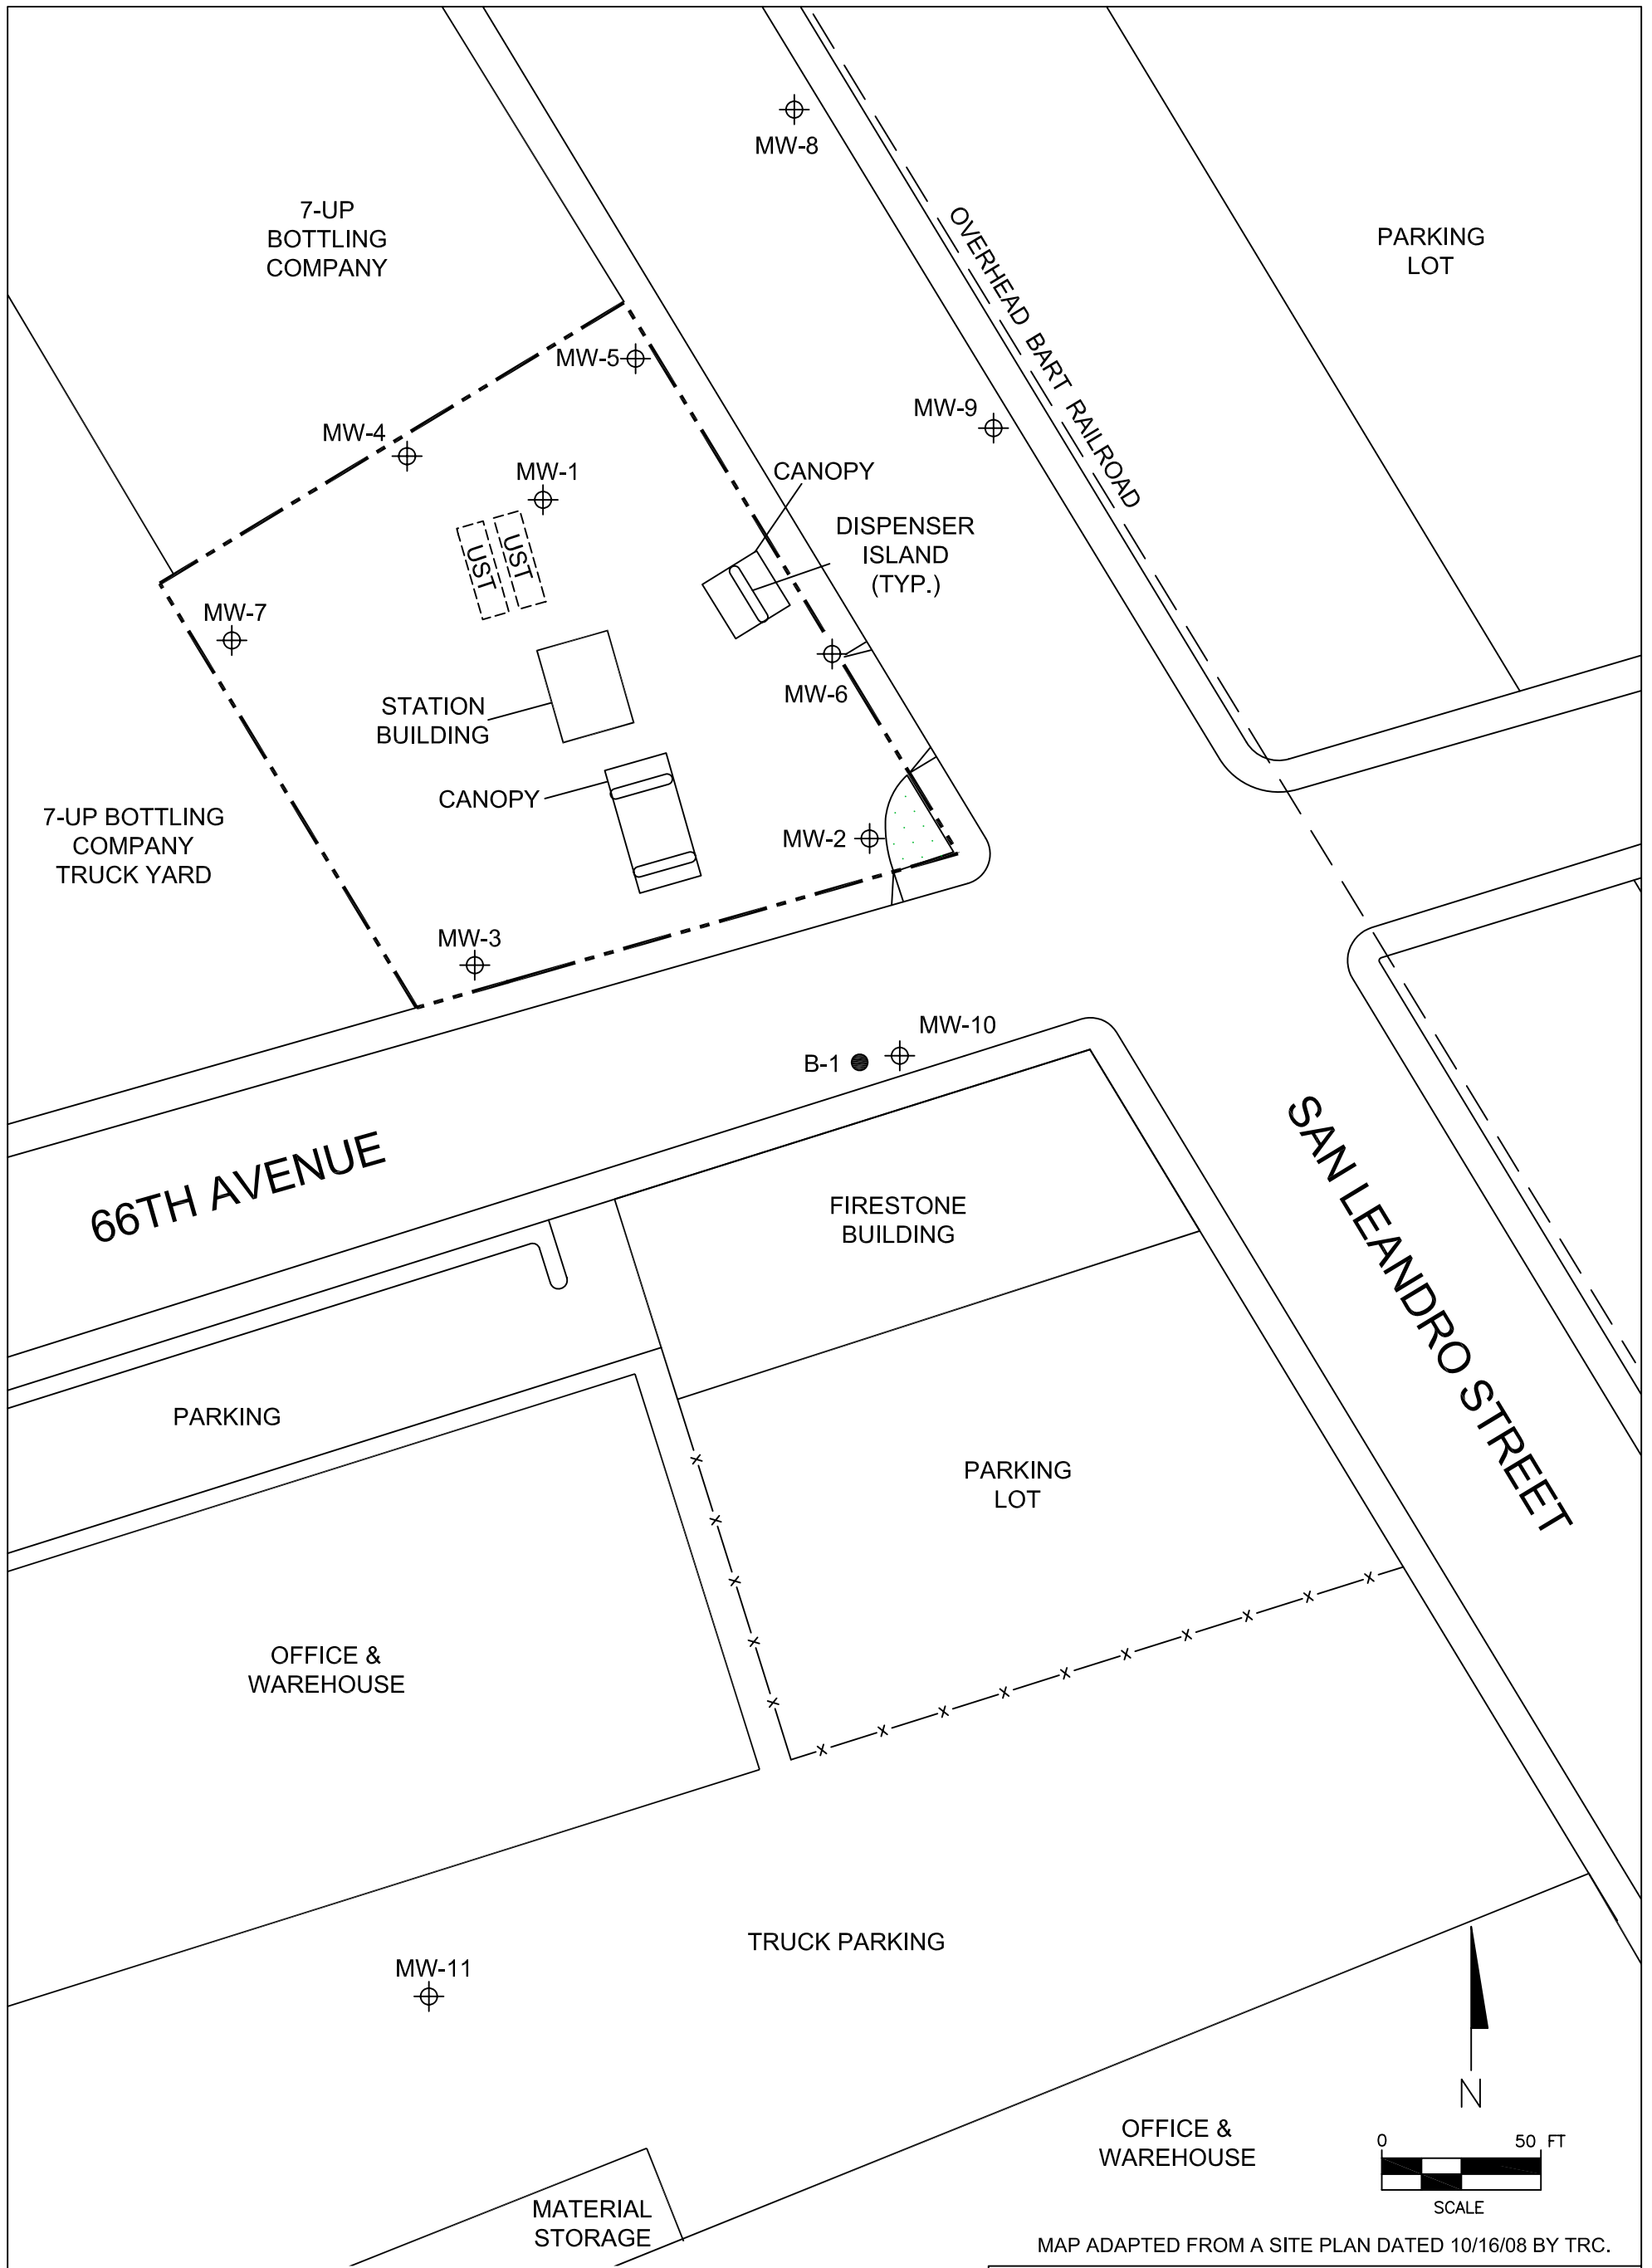 MW-8
7-UP
BOTTLING
COMPANY
PARKING
LOT
OVERHEAD BART RAILROAD
MW-5
MW-9
MW-4
MW-1
CANOPY
DISPENSER
ISLAND
(TYP.)
UST
UST
MW-7
MW-6
STATION
BUILDING
CANOPY
7-UP BOTTLING
COMPANY
TRUCK YARD
MW-2
MW-3
MW-10
B-1
66TH AVENUE
SAN LEANDRO STREET
FIRESTONE
BUILDING
PARKING
PARKING
LOT
OFFICE &
WAREHOUSE
TRUCK PARKING
MW-11
N
OFFICE &
WAREHOUSE
0 50 FT
SCALE
MATERIAL
STORAGE
MAP ADAPTED FROM A SITE PLAN DATED 10/16/08 BY TRC.